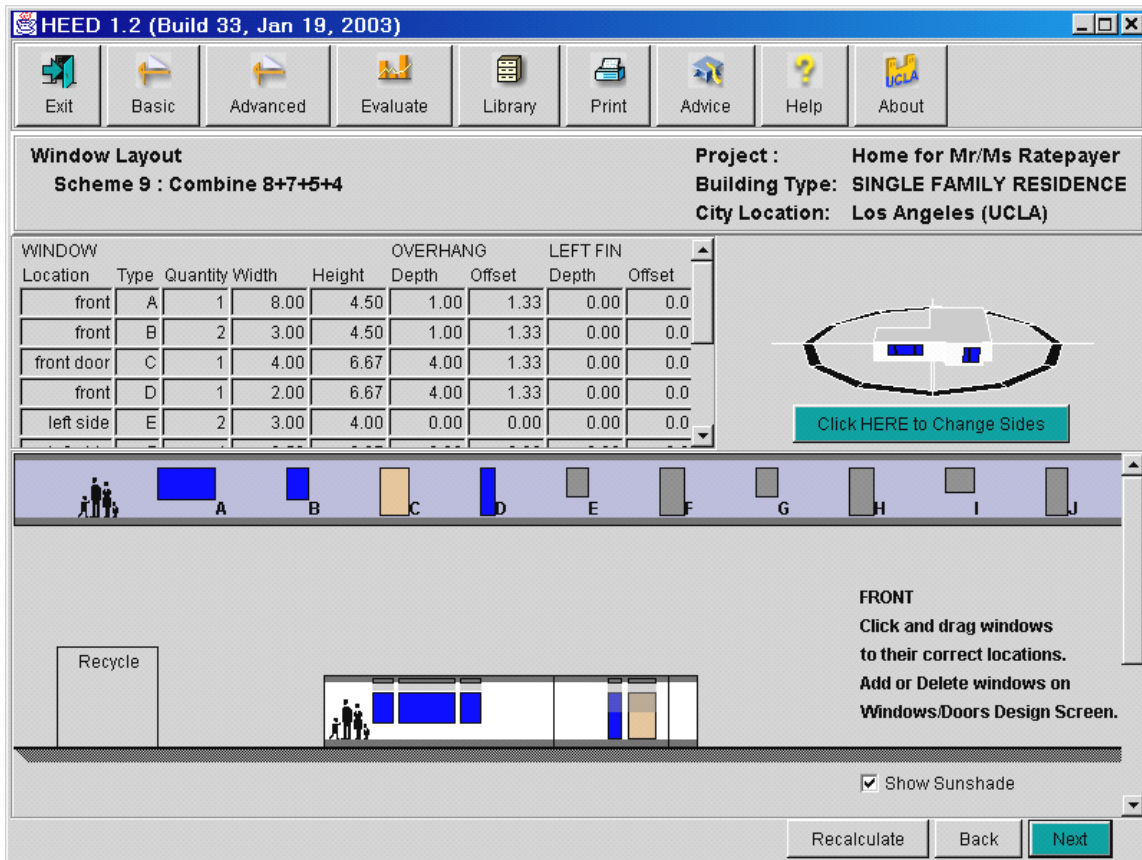 HEED 1.2 (Build 33, Jan 19, 2003)
Exit Basic Advanced Evaluate Library Print Advice Help About
UCLA
Window Layout
Scheme 9 : Combine 8+7+5+4
Project : Home for Mr/Ms Ratepayer
Building Type: SINGLE FAMILY RESIDENCE
City Location: Los Angeles (UCLA)
WINDOW OVERHANG LEFT FIN
Location Type Quantity Width Height Depth Offset Depth Offset
front A 1 8.00 4.50 1.00 1.33 0.00 0.0
front B 2 3.00 4.50 1.00 1.33 0.00 0.0
front door C 1 4.00 6.67 4.00 1.33 0.00 0.0
front D 1 2.00 6.67 4.00 1.33 0.00 0.0
left side E 2 3.00 4.00 0.00 0.00 0.00 0.0
Click HERE to Change Sides
A B C D E F G H I J
FRONT
Click and drag windows
to their correct locations.
Add or Delete windows on
Windows/Doors Design Screen.
Recycle
Show Sunshade
Recalculate Back Next